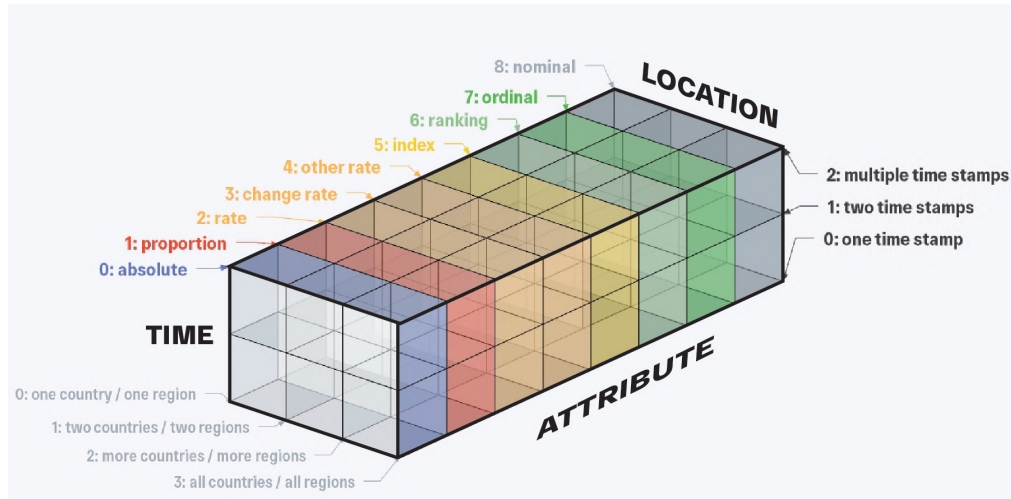 LOCATION
8: nominal
7: ordinal
6: ranking
5: index
4: other rate
3: change rate
2: rate
1: proportion
0: absolute
2: multiple time stamps
1: two time stamps
0: one time stamp
TIME
ATTRIBUTE
0: one country / one region
1: two countries / two regions
2: more countries / more regions
3: all countries / all regions